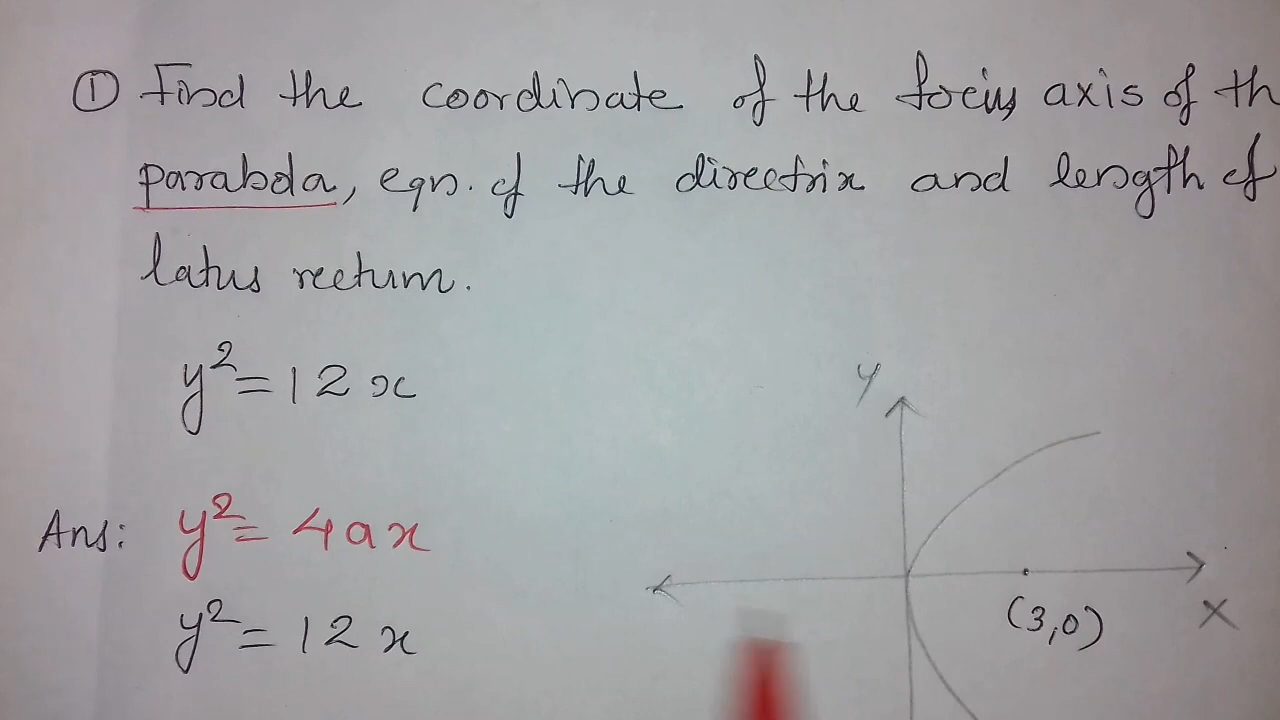 ① Find the coordinate of the focus axis of th
parabola, eqn. of the directrix and length of
latus rectum.
y² = 12x
Ans: y² = 4ax
y² = 12x
Y
(3,0)
X